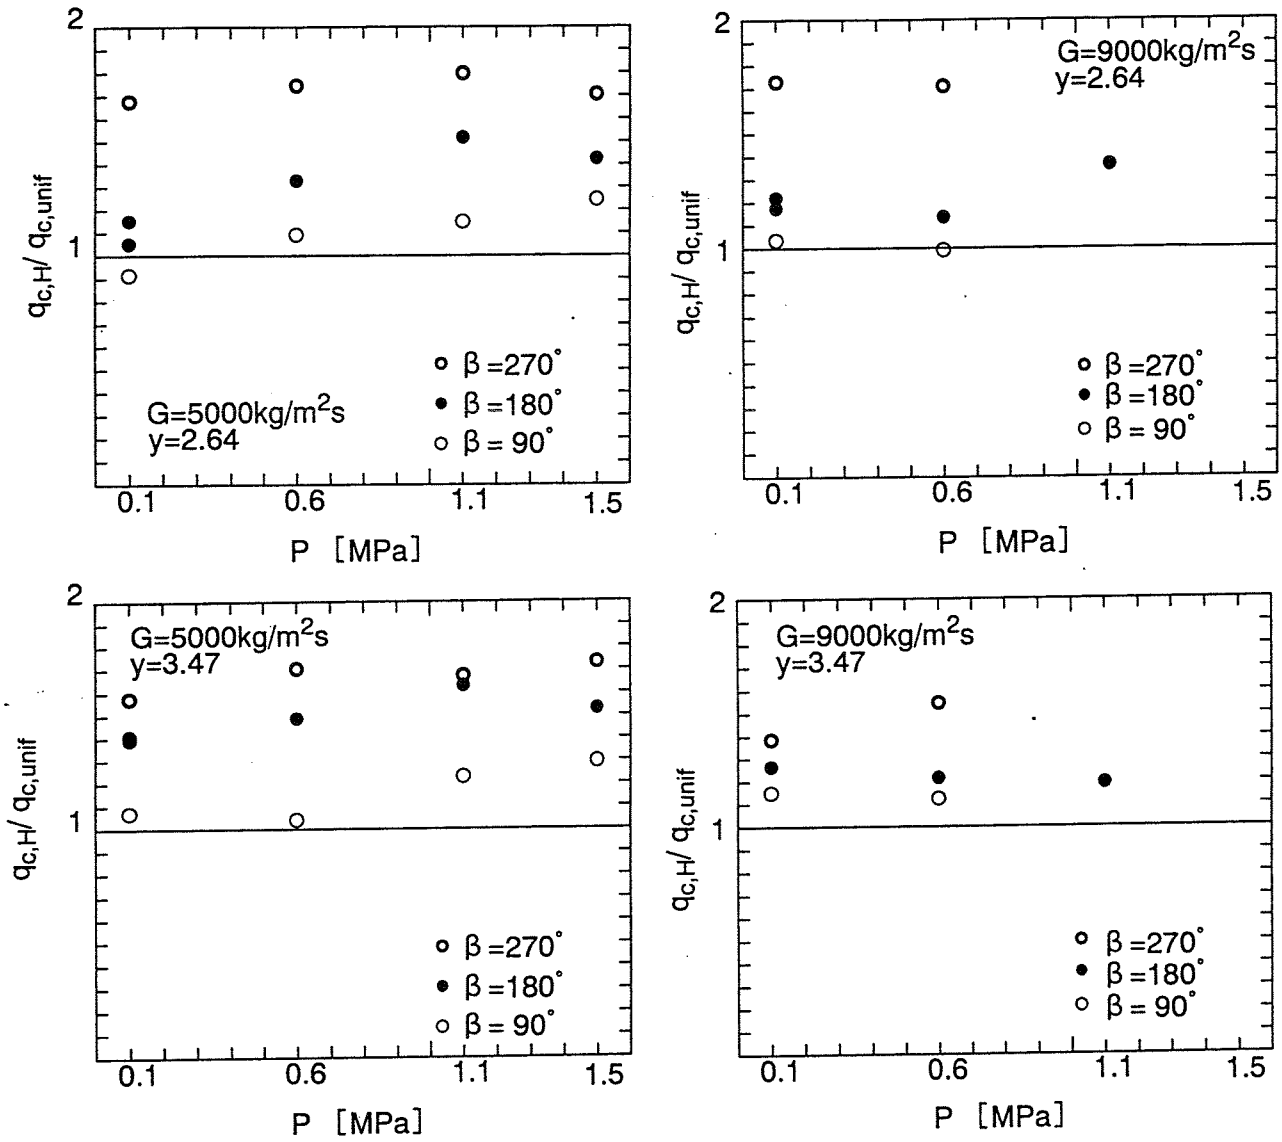 2
1
q_c,H/ q_c,unif
β =270°
β =180°
β = 90°
G=5000kg/m²s
y=2.64
0.1 0.6 1.1 1.5
P [MPa]
2
1
q_c,H/ q_c,unif
G=9000kg/m²s
y=2.64
β =270°
β =180°
β = 90°
0.1 0.6 1.1 1.5
P [MPa]
2
1
q_c,H/ q_c,unif
G=5000kg/m²s
y=3.47
β =270°
β =180°
β = 90°
0.1 0.6 1.1 1.5
P [MPa]
2
1
q_c,H/ q_c,unif
G=9000kg/m²s
y=3.47
β =270°
β =180°
β = 90°
0.1 0.6 1.1 1.5
P [MPa]